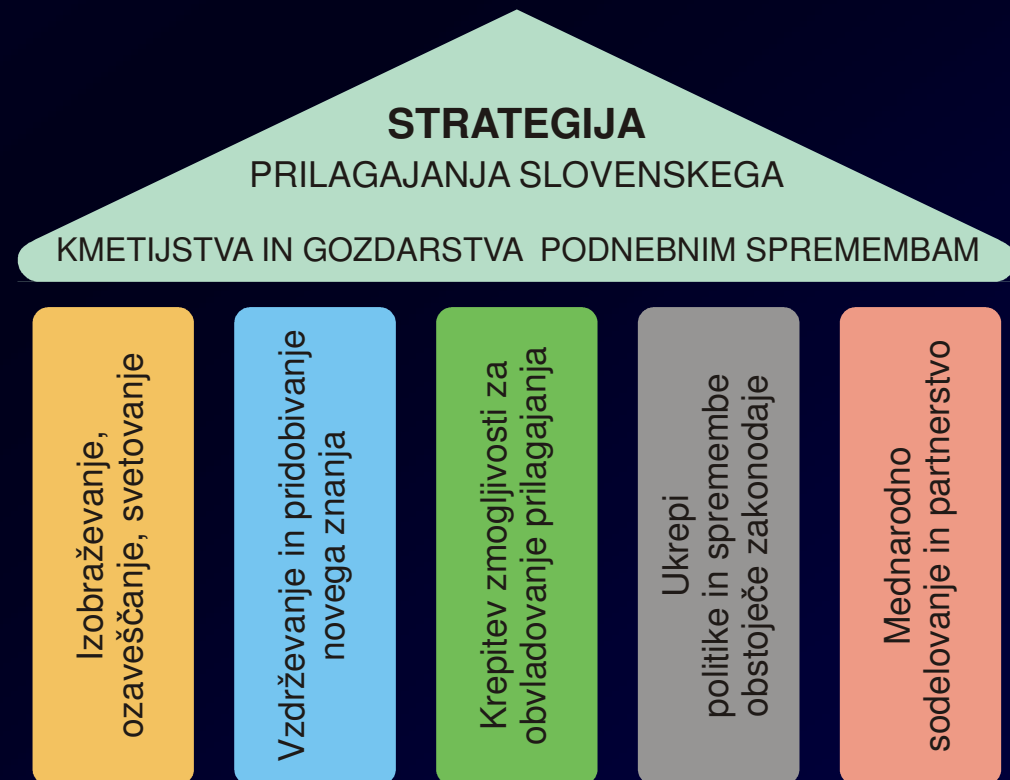 STRATEGIJA
PRILAGAJANJA SLOVENSKEGA
KMETIJSTVA IN GOZDARSTVA PODNEBNIM SPREMEMBAM
Izobraževanje,
ozaveščanje, svetovanje
Vzdrževanje in pridobivanje
novega znanja
Krepitev zmogljivosti za
obvladovanje prilagajanja
Ukrepi
politike in spremembe
obstoječe zakonodaje
Mednarodno
sodelovanje in partnerstvo